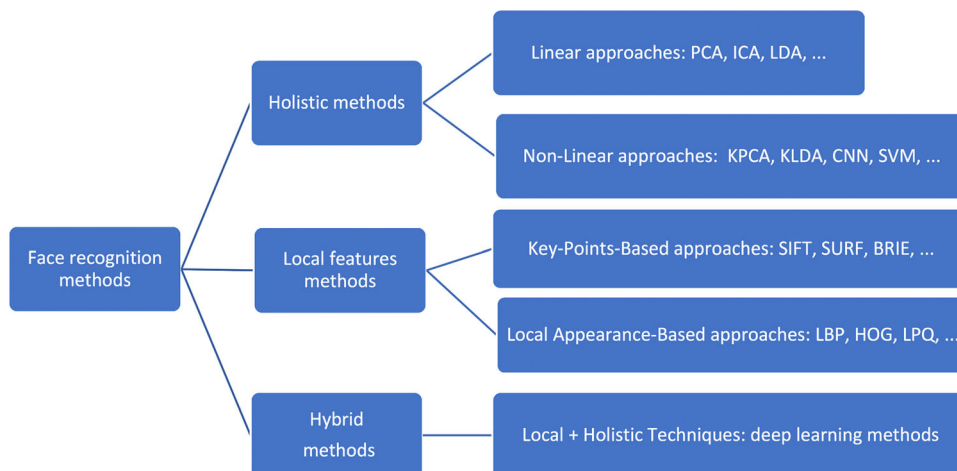 Face recognition
methods
Holistic methods
Linear approaches: PCA, ICA, LDA, ...
Non-Linear approaches:  KPCA, KLDA, CNN, SVM, ...
Local features
methods
Key-Points-Based approaches: SIFT, SURF, BRIE, ...
Local Appearance-Based approaches: LBP, HOG, LPQ, ...
Hybrid
methods
Local + Holistic Techniques: deep learning methods